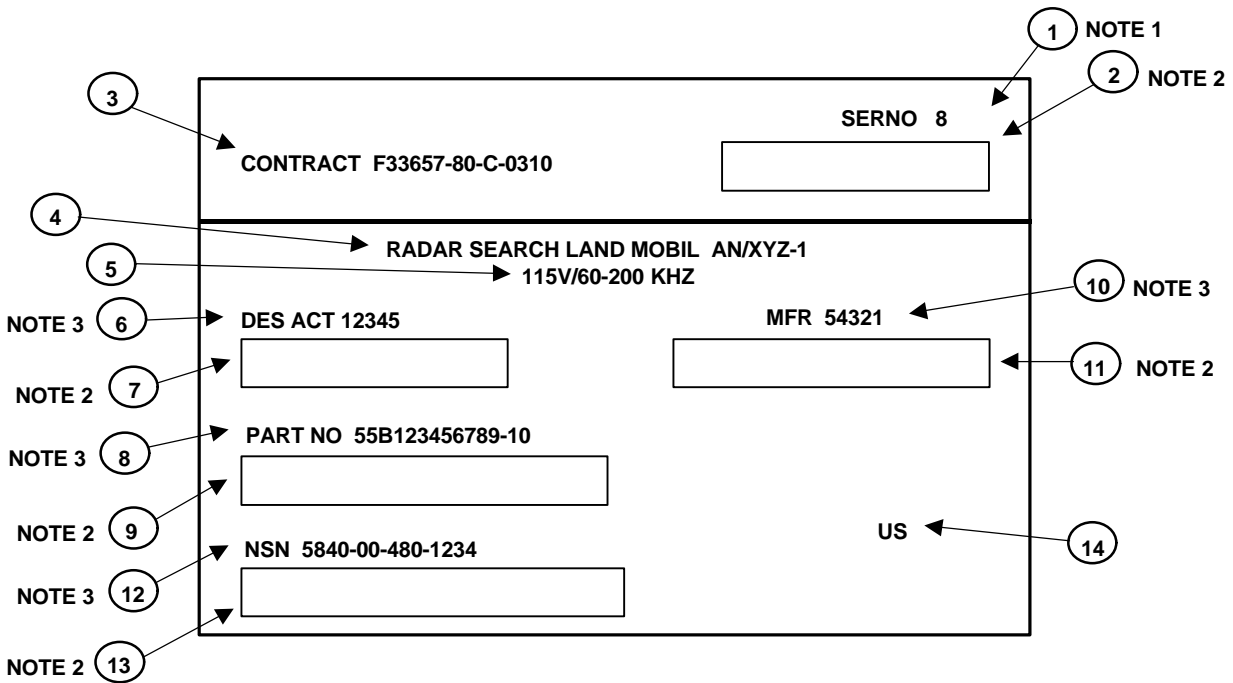 1 NOTE 1
2 NOTE 2
3
SERNO 8
CONTRACT F33657-80-C-0310
4
RADAR SEARCH LAND MOBIL AN/XYZ-1
5
115V/60-200 KHZ
10 NOTE 3
NOTE 3 6
DES ACT 12345
MFR 54321
11 NOTE 2
NOTE 2 7
PART NO 55B123456789-10
NOTE 3 8
NOTE 2 9
US
14
NSN 5840-00-480-1234
NOTE 3 12
NOTE 2 13